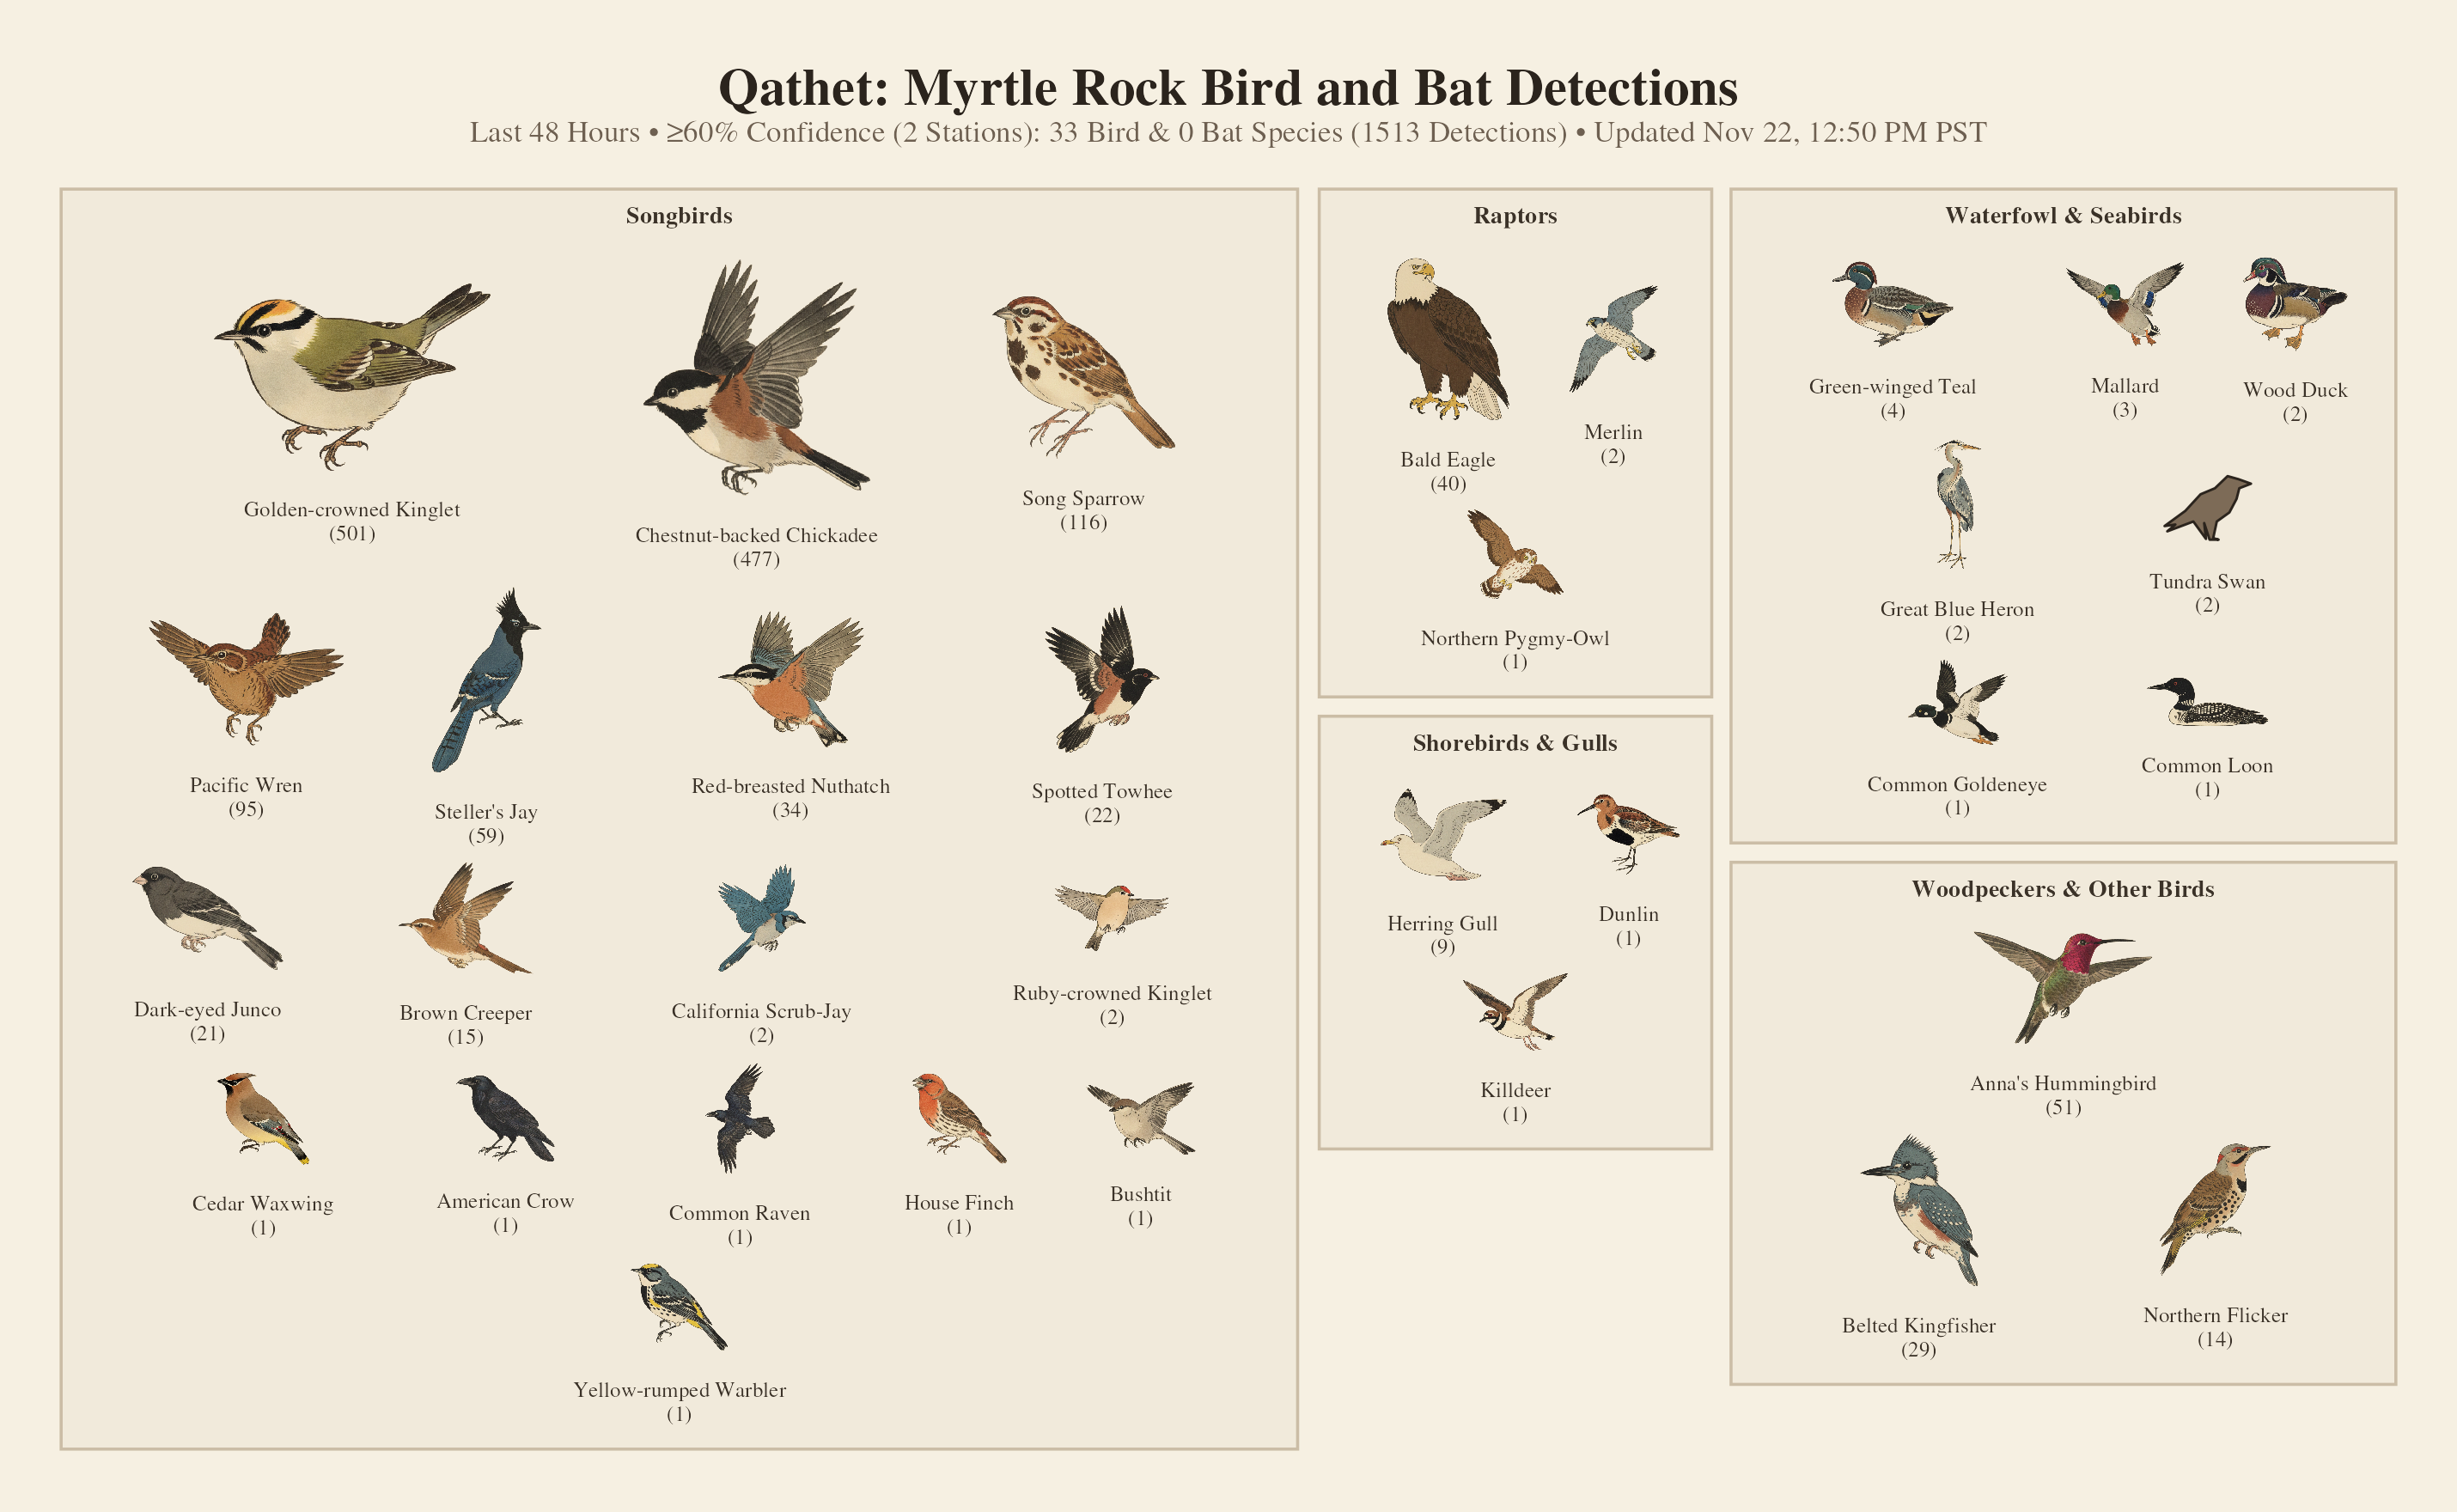 Qathet: Myrtle Rock Bird and Bat Detections
Last 48 Hours • ≥60% Confidence (2 Stations): 33 Bird & 0 Bat Species (1513 Detections) • Updated Nov 22, 12:50 PM PST
Songbirds
Golden-crowned Kinglet
(501)
Chestnut-backed Chickadee
(477)
Song Sparrow
(116)
Pacific Wren
(95)
Steller's Jay
(59)
Red-breasted Nuthatch
(34)
Spotted Towhee
(22)
Dark-eyed Junco
(21)
Brown Creeper
(15)
California Scrub-Jay
(2)
Ruby-crowned Kinglet
(2)
Cedar Waxwing
(1)
American Crow
(1)
Common Raven
(1)
House Finch
(1)
Bushtit
(1)
Yellow-rumped Warbler
(1)
Raptors
Bald Eagle
(40)
Merlin
(2)
Northern Pygmy-Owl
(1)
Shorebirds & Gulls
Herring Gull
(9)
Dunlin
(1)
Killdeer
(1)
Waterfowl & Seabirds
Green-winged Teal
(4)
Mallard
(3)
Wood Duck
(2)
Great Blue Heron
(2)
Tundra Swan
(2)
Common Goldeneye
(1)
Common Loon
(1)
Woodpeckers & Other Birds
Anna's Hummingbird
(51)
Belted Kingfisher
(29)
Northern Flicker
(14)